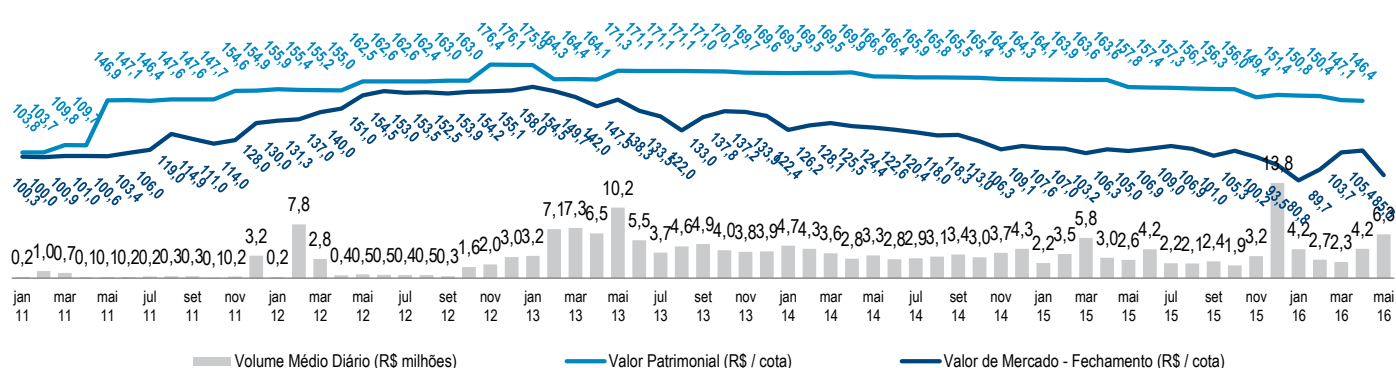 103,8 103,7 109,8 109,7 146,9 147,1 146,4 147,6 147,6 147,7 154,6 154,9 155,9 155,4 155,2 155,0 162,5 162,6 162,6 162,4 163,0 163,0 176,4 176,1 175,9 164,3 164,4 164,1 171,3 171,1 171,1 171,1 171,0 170,7 169,7 169,6 169,3 169,5 169,5 169,9 166,6 166,4 165,9 165,8 165,5 165,4 164,5 164,3 164,1 163,9 163,6 163,6 157,8 157,4 157,3 156,7 156,3 156,0 149,4 151,4 150,8 150,4 147,1 146,4
100,3 100,0 100,9 101,0 100,6 103,4 106,0 119,0 114,9 111,0 114,0 128,0 130,0 131,3 137,0 140,0 151,0 154,5 153,0 153,5 152,5 153,9 154,2 155,1 158,0 154,5 149,7 142,0 147,5 138,3 133,5 122,0 133,0 137,8 137,2 133,9 122,4 126,2 128,1 125,5 124,4 122,6 120,4 118,0 118,3 113,0 106,3 109,1 107,6 107,0 103,2 106,3 105,0 106,9 109,0 106,9 101,0 105,3 100,2 93,5 80,8 89,7 103,7 105,4 85,3
0,2 1,0 0,7 0,1 0,1 0,2 0,2 0,3 0,3 0,1 0,2 3,2 0,2 7,8 2,8 0,4 0,5 0,5 0,4 0,5 0,3 1,6 2,0 3,0 3,2 7,1 7,3 6,5 10,2 5,5 3,7 4,6 4,9 4,0 3,8 3,9 4,7 4,3 3,6 2,8 3,3 2,8 2,9 3,1 3,4 3,0 3,7 4,3 2,2 3,5 5,8 3,0 2,6 4,2 2,2 2,1 2,4 1,9 3,2 13,8 4,2 2,7 2,3 4,2 6,3
jan mar mai jul set nov jan mar mai jul set nov jan mar mai jul set nov jan mar mai jul set nov jan mar mai jul set nov jan mar mai
11 11 11 11 11 11 12 12 12 12 12 12 13 13 13 13 13 13 14 14 14 14 14 14 15 15 15 15 15 15 16 16 16
Volume Médio Diário (R$ milhões) Valor Patrimonial (R$ / cota) Valor de Mercado - Fechamento (R$ / cota)